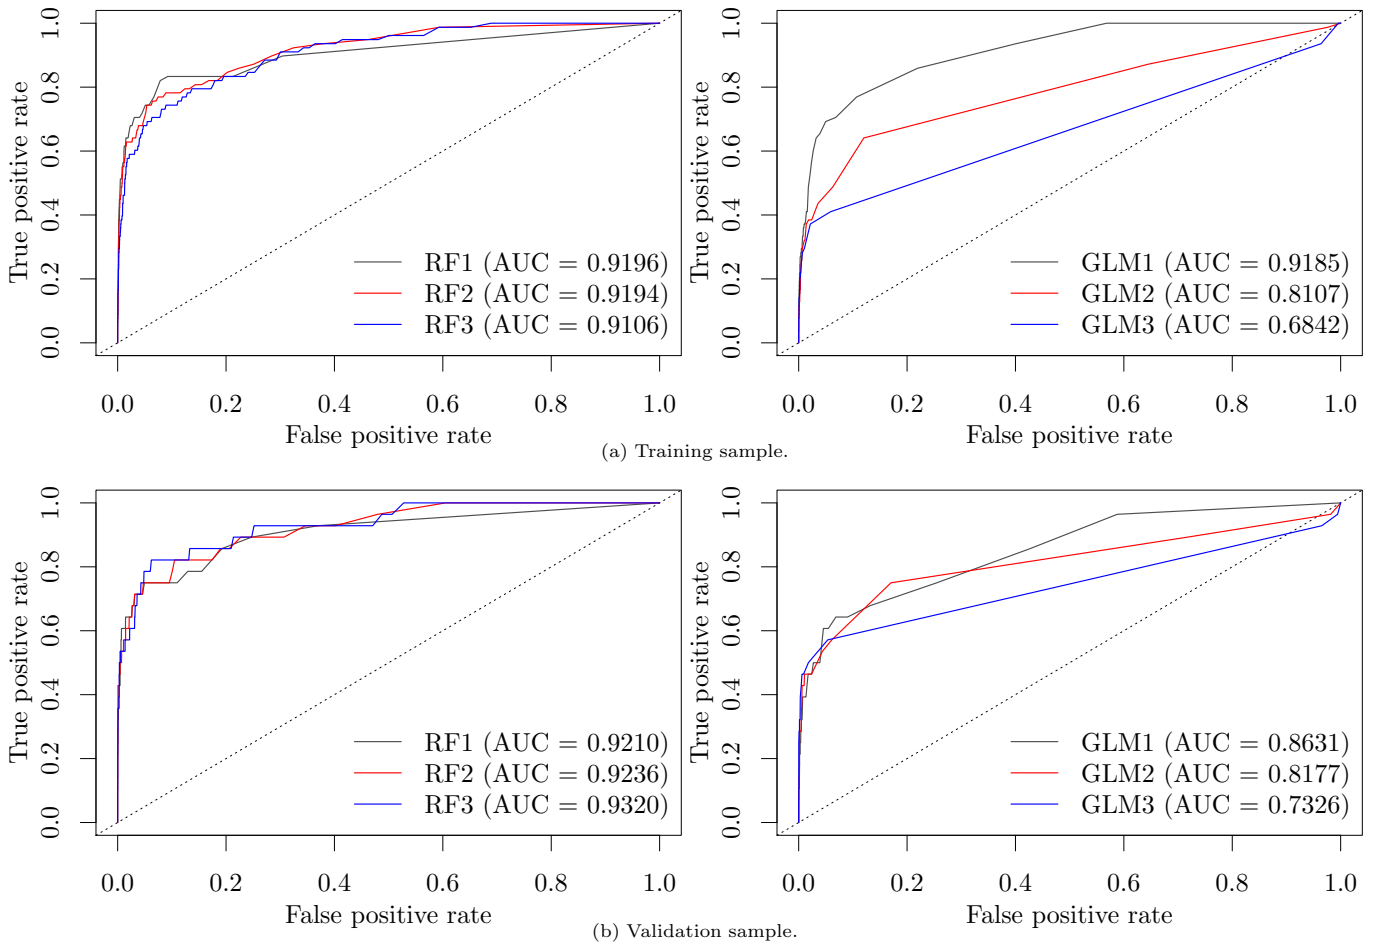 True positive rate
0.0 0.2 0.4 0.6 0.8 1.0
RF1 (AUC = 0.9196)
RF2 (AUC = 0.9194)
RF3 (AUC = 0.9106)
0.0 0.2 0.4 0.6 0.8 1.0
False positive rate
True positive rate
0.0 0.2 0.4 0.6 0.8 1.0
GLM1 (AUC = 0.9185)
GLM2 (AUC = 0.8107)
GLM3 (AUC = 0.6842)
0.0 0.2 0.4 0.6 0.8 1.0
False positive rate
(a) Training sample.
True positive rate
0.0 0.2 0.4 0.6 0.8 1.0
RF1 (AUC = 0.9210)
RF2 (AUC = 0.9236)
RF3 (AUC = 0.9320)
0.0 0.2 0.4 0.6 0.8 1.0
False positive rate
True positive rate
0.0 0.2 0.4 0.6 0.8 1.0
GLM1 (AUC = 0.8631)
GLM2 (AUC = 0.8177)
GLM3 (AUC = 0.7326)
0.0 0.2 0.4 0.6 0.8 1.0
False positive rate
(b) Validation sample.